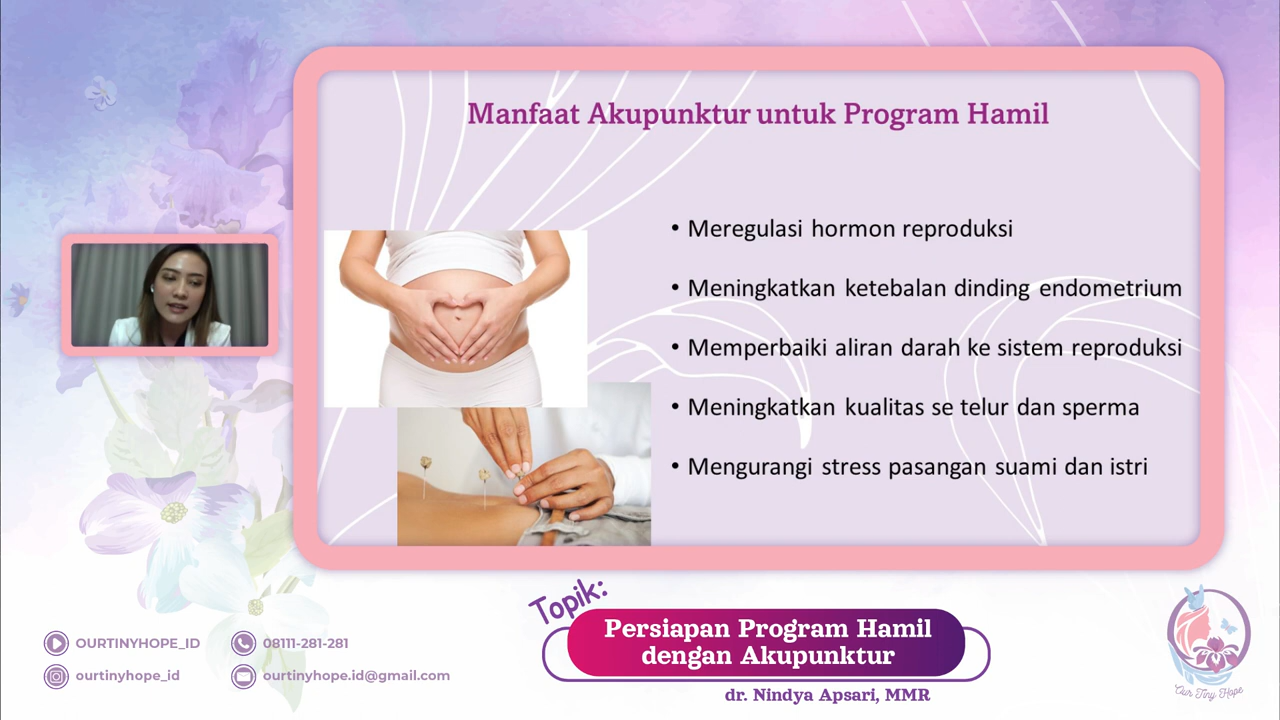 Manfaat Akupunktur untuk Program Hamil
• Meregulasi hormon reproduksi
• Meningkatkan ketebalan dinding endometrium
• Memperbaiki aliran darah ke sistem reproduksi
• Meningkatkan kualitas se telur dan sperma
• Mengurangi stress pasangan suami dan istri
Topik:
Persiapan Program Hamil
dengan Akupunktur
dr. Nindya Apsari, MMR
OURTINYHOPE_ID
08111-281-281
ourtinyhope_id
ourtinyhope.id@gmail.com
Our Tiny Hope